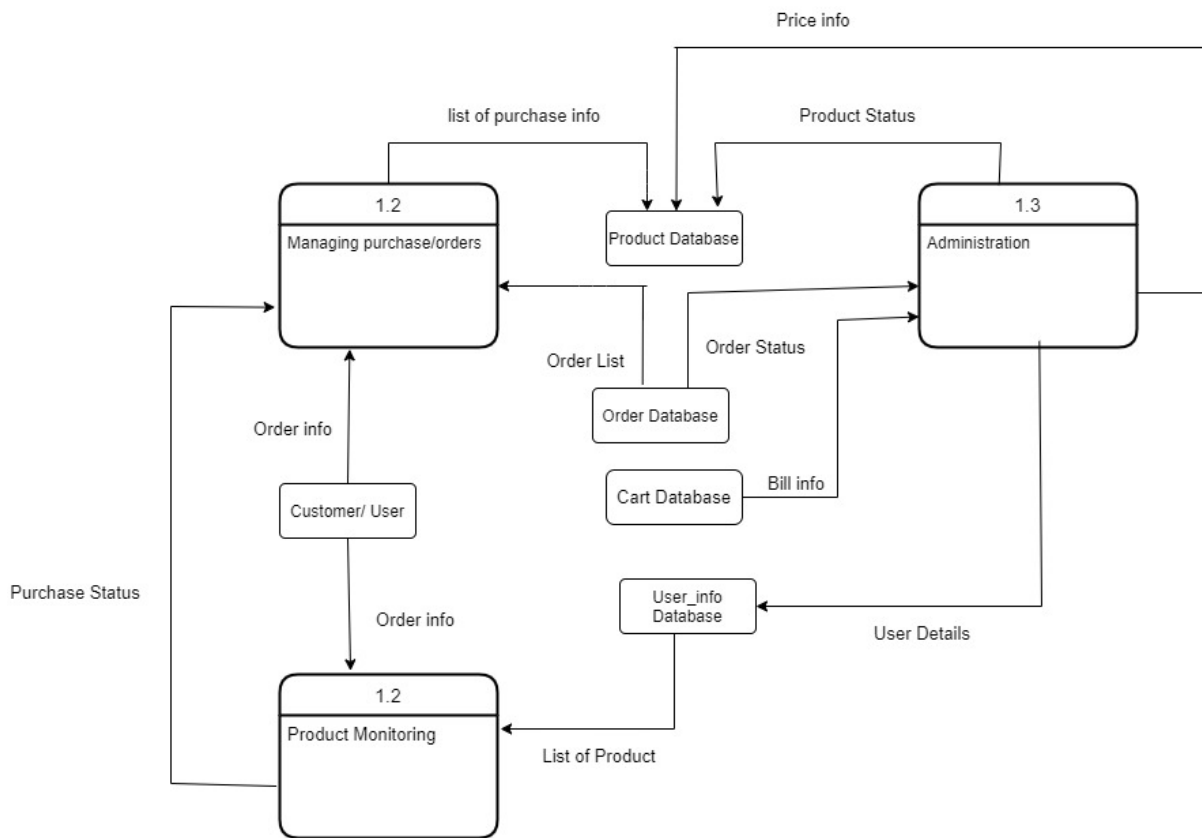 Price info
list of purchase info
Product Status
1.2
Managing purchase/orders
Product Database
1.3
Administration
Order List
Order Status
Order Database
Order info
Cart Database
Bill info
Customer/ User
Purchase Status
User_info
Database
Order info
User Details
1.2
Product Monitoring
List of Product